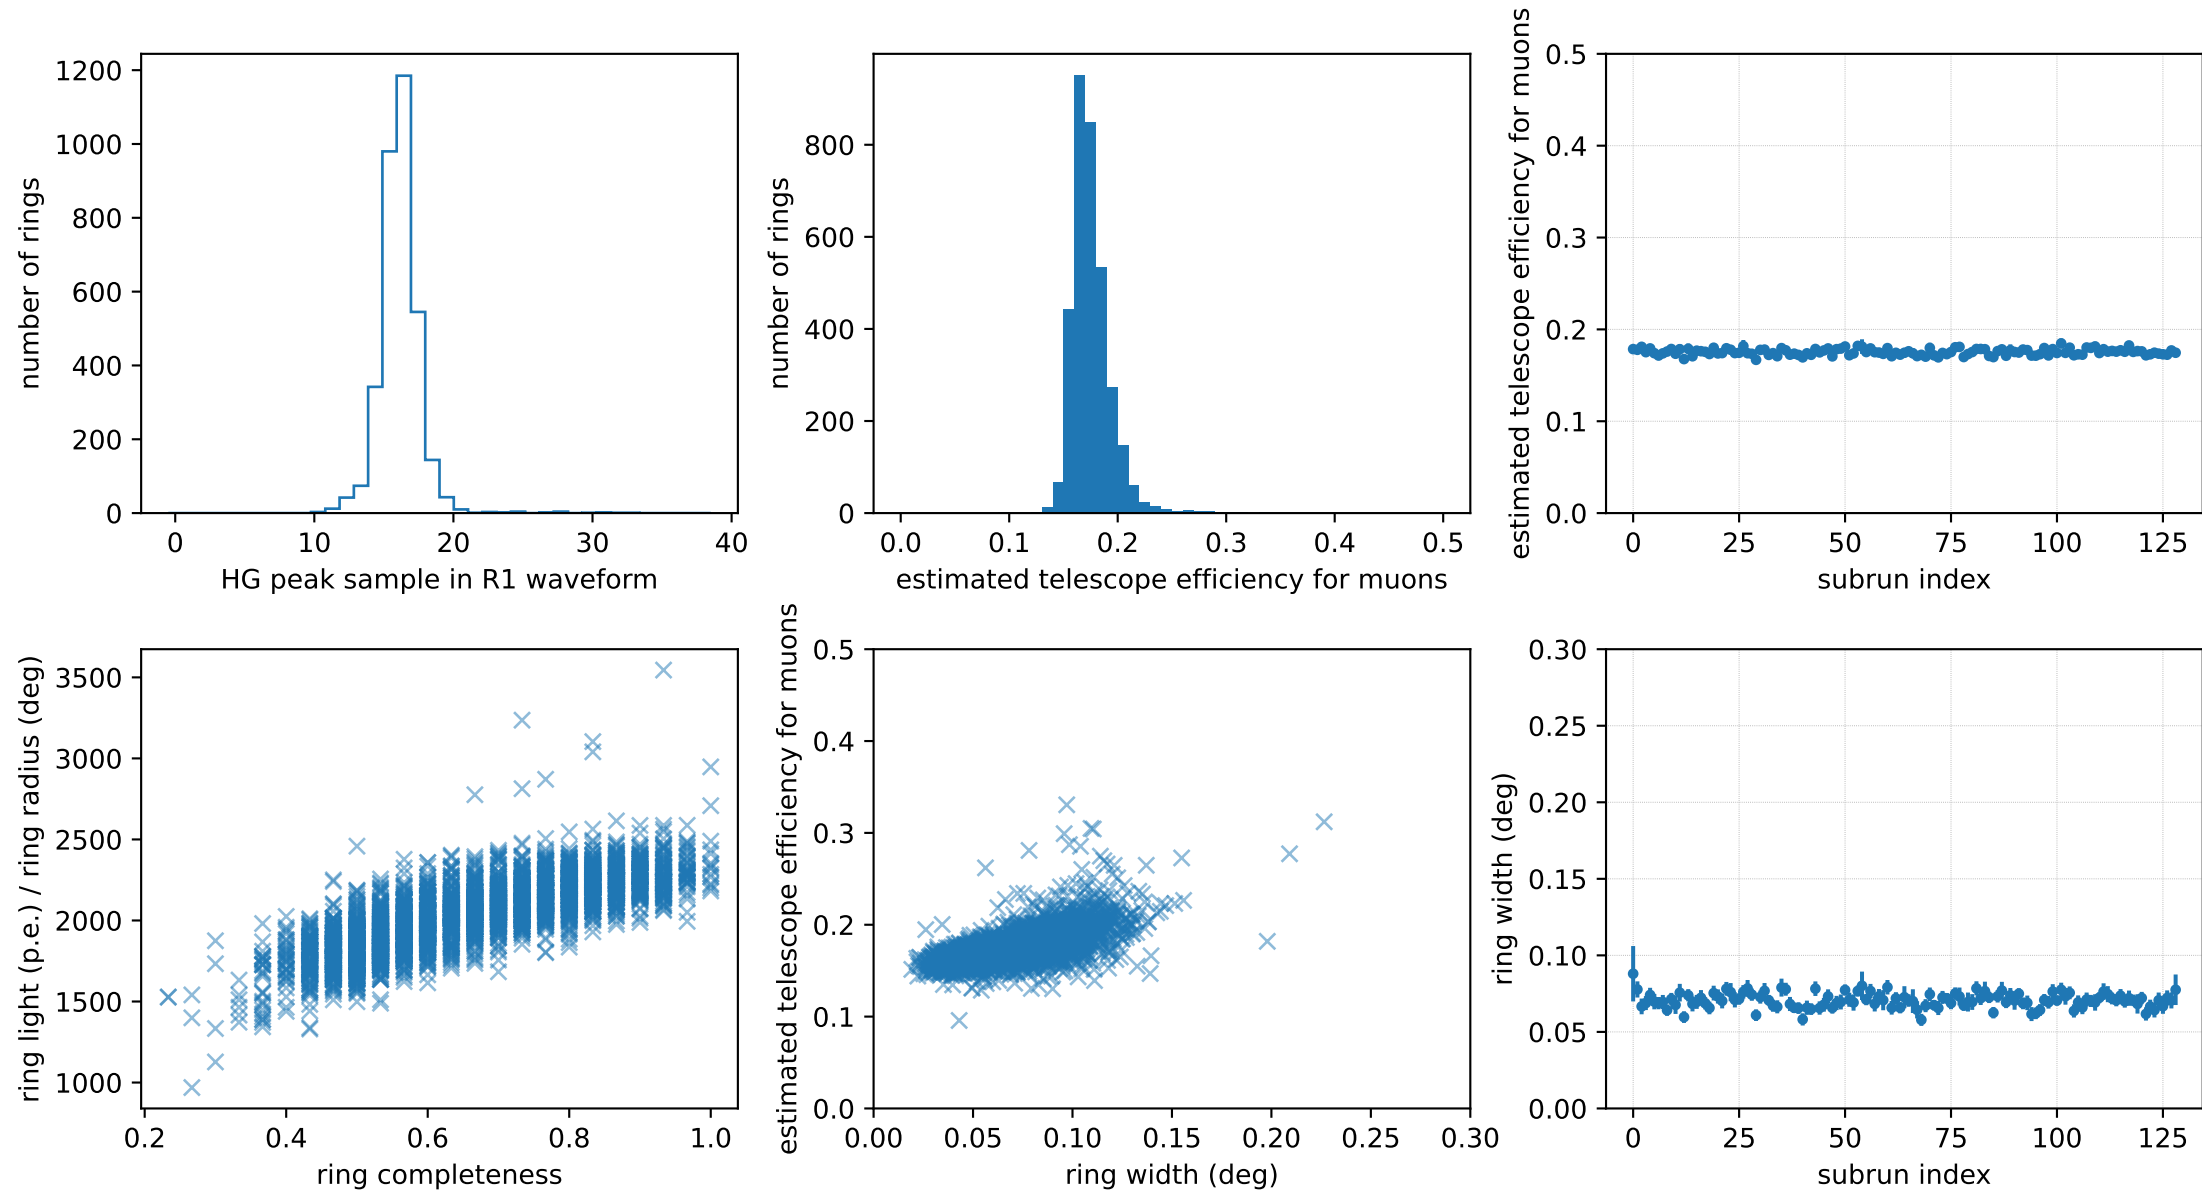 number of rings
1200
1000
800
600
400
200
0
0 10 20 30 40
HG peak sample in R1 waveform
number of rings
800
600
400
200
0
0.0 0.1 0.2 0.3 0.4 0.5
estimated telescope efficiency for muons
estimated telescope efficiency for muons
0.5
0.4
0.3
0.2
0.1
0.0
0 25 50 75 100 125
subrun index
ring light (p.e.) / ring radius (deg)
3500
3000
2500
2000
1500
1000
0.2 0.4 0.6 0.8 1.0
ring completeness
estimated telescope efficiency for muons
0.5
0.4
0.3
0.2
0.1
0.0
0.00 0.05 0.10 0.15 0.20 0.25 0.30
ring width (deg)
ring width (deg)
0.30
0.25
0.20
0.15
0.10
0.05
0.00
0 25 50 75 100 125
subrun index